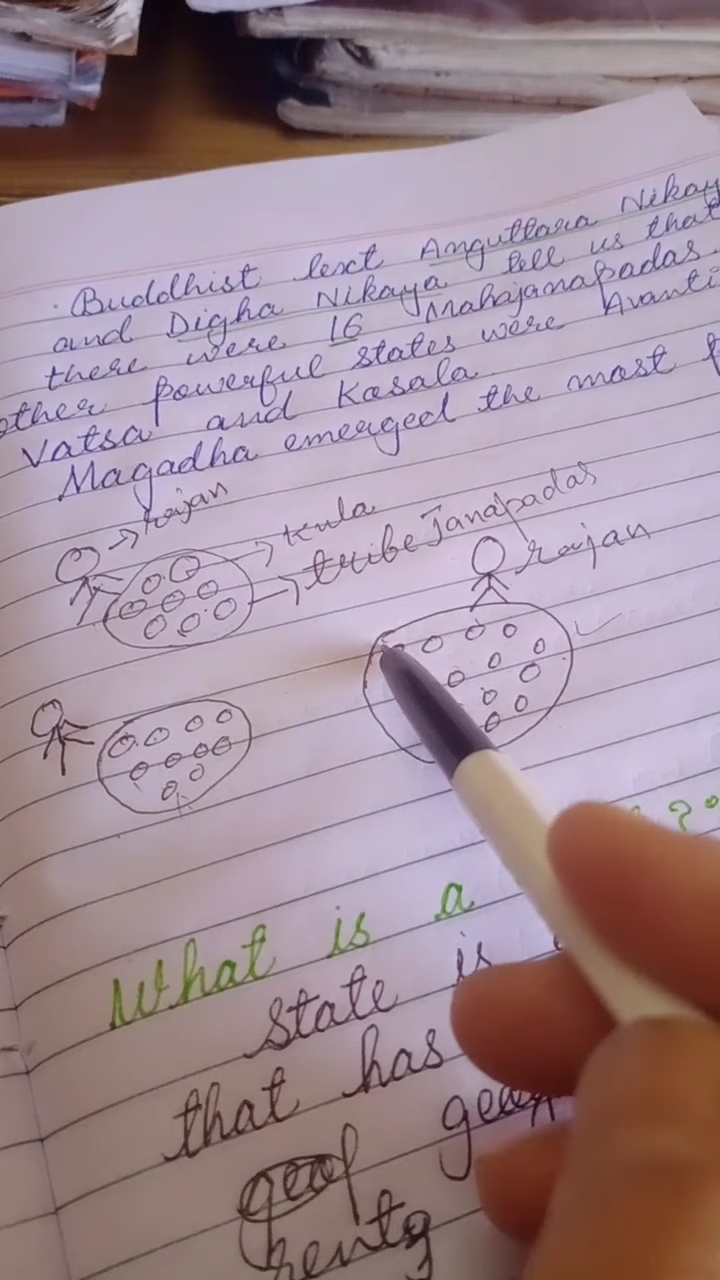 . Buddhist text Anguttara Nikay
and Digha Nikaya tell us that
there were 16 Mahajanapadas.
other powerful states were Avanti
Vatsa and Kosala
Magadha emerged the most
rajan
kula
tribe Janapadas
rajan
What is a
state is
that has